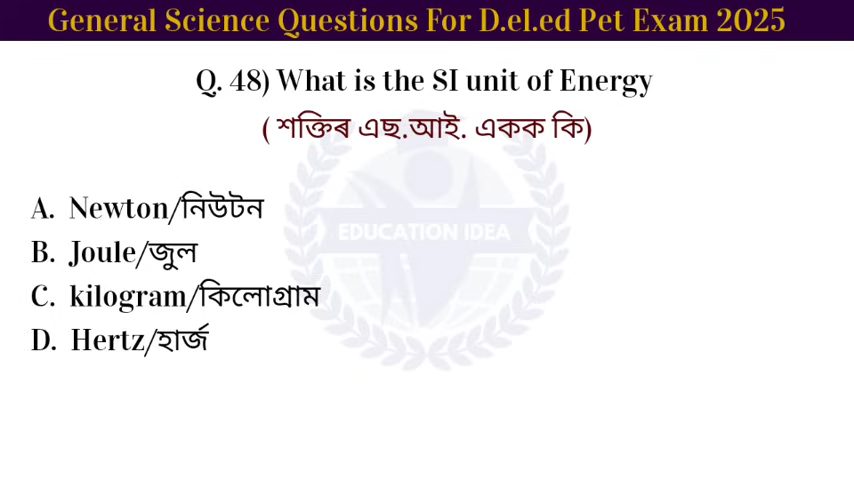 General Science Questions For D.el.ed Pet Exam 2025
Q. 48) What is the SI unit of Energy
( শক্তিৰ এছ.আই. একক কি)
A. Newton/নিউটন
EDUCATION IDEA
B. Joule/জুল
C. kilogram/কিলোগ্ৰাম
D. Hertz/হাৰ্জ